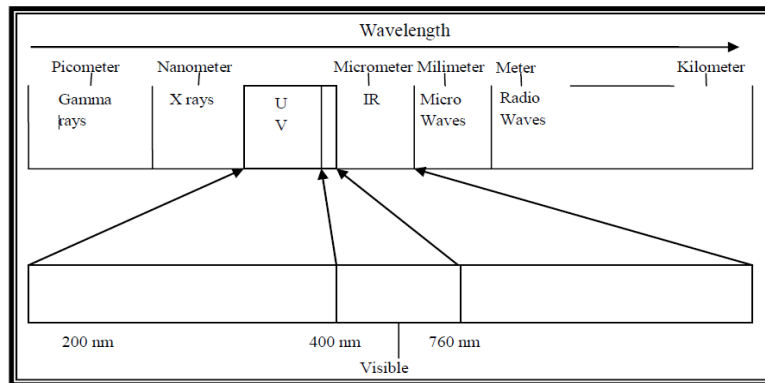 Wavelength
Picometer Nanometer Micrometer Milimeter Meter Kilometer
Gamma rays
X rays
U
V
IR
Micro
Waves
Radio
Waves
200 nm 400 nm 760 nm
Visible